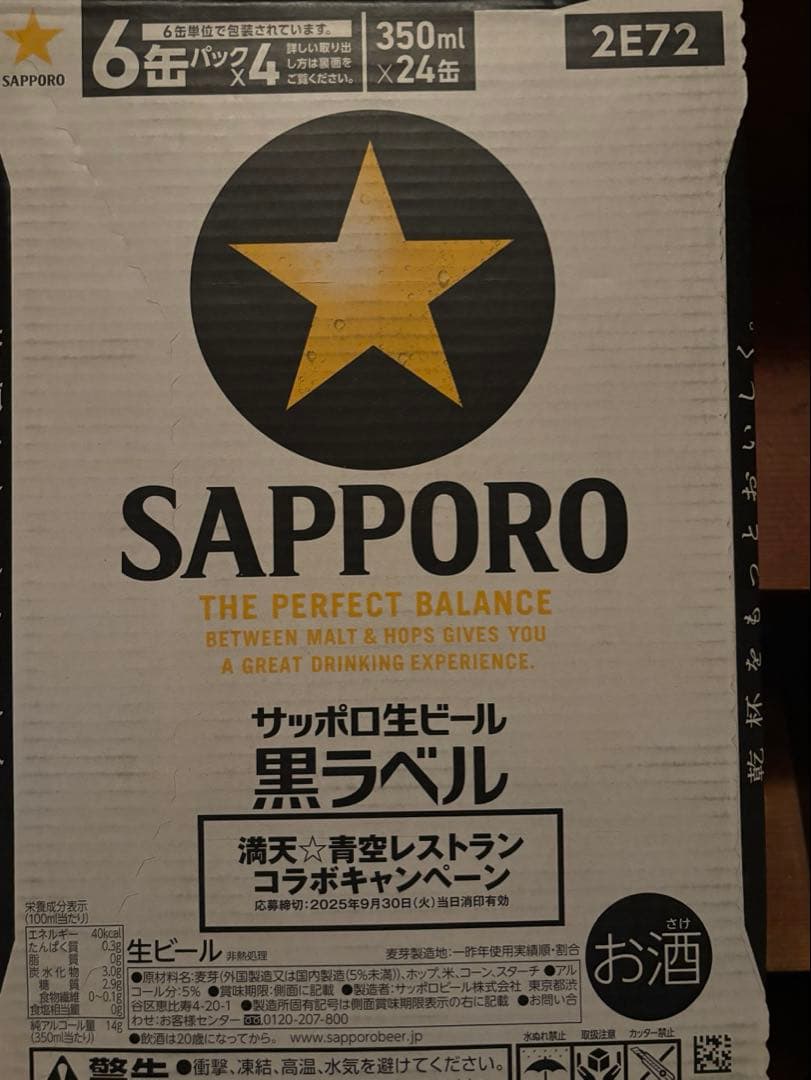 SAPPORO
6缶パック×4
6缶単位で包装されています。
詳しい取り出
し方は裏面を
ご覧ください。
350ml
×24缶
2E72
SAPPORO
THE PERFECT BALANCE
BETWEEN MALT & HOPS GIVES YOU
A GREAT DRINKING EXPERIENCE.
サッポロ生ビール
黒ラベル
満天☆青空レストラン
コラボキャンペーン
応募締切:2025年9月30日(火)当日消印有効
乾杯をもっとおいしく。
栄養成分表示
(100ml当たり)
エネルギー 40kcal
たんぱく質 0.3g
脂質 0g
炭水化物 3.0g
糖質 2.9g
食物繊維 0~0.1g
食塩相当量 0g
純アルコール量 14g
(350ml当たり)
生ビール 非熱処理
麦芽製造地:一昨年使用実績順・割合
●原材料名:麦芽(外国製造又は国内製造(5%未満))、ホップ、米、コーン、スターチ ●アル
コール分:5% ●賞味期限:側面に記載 ●製造者:サッポロビール株式会社 東京都渋
谷区恵比寿4-20-1 ●製造所固有記号は側面賞味期限表示の右に記載 ●お問い合
わせ:お客様センター 0120-207-800
●飲酒は20歳になってから。 www.sapporobeer.jp
さけ
お酒
警告
●衝撃、凍結、高温、水気を避けてください。
水ぬれ禁止
取扱注意
カッター禁止